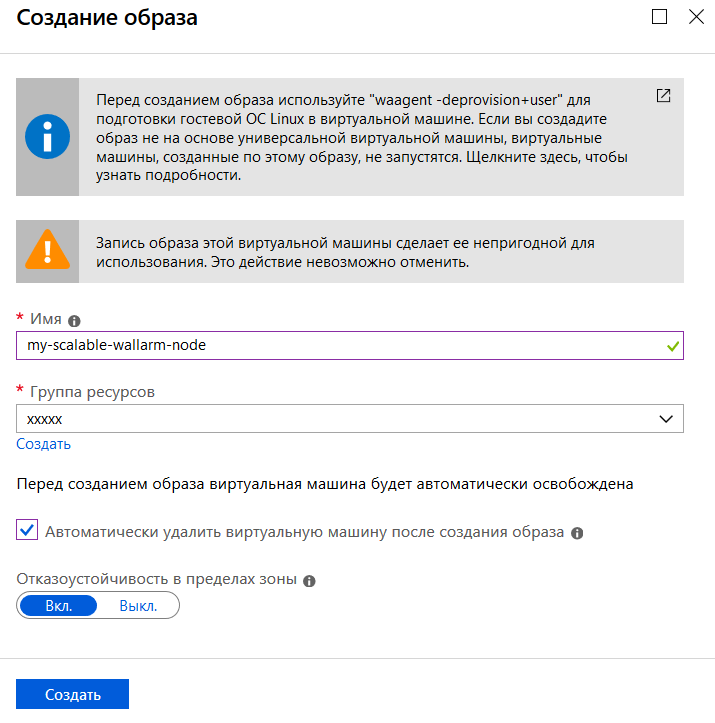 Создание образа
Перед созданием образа используйте "waagent -deprovision+user" для
подготовки гостевой ОС Linux в виртуальной машине. Если вы создадите
образ не на основе универсальной виртуальной машины, виртуальные
машины, созданные по этому образу, не запустятся. Щелкните здесь, чтобы
узнать подробности.
Запись образа этой виртуальной машины сделает ее непригодной для
использования. Это действие невозможно отменить.
* Имя
my-scalable-wallarm-node
* Группа ресурсов
xxxxx
Создать
Перед созданием образа виртуальная машина будет автоматически освобождена
Автоматически удалить виртуальную машину после создания образа
Отказоустойчивость в пределах зоны
Вкл. Выкл.
Создать